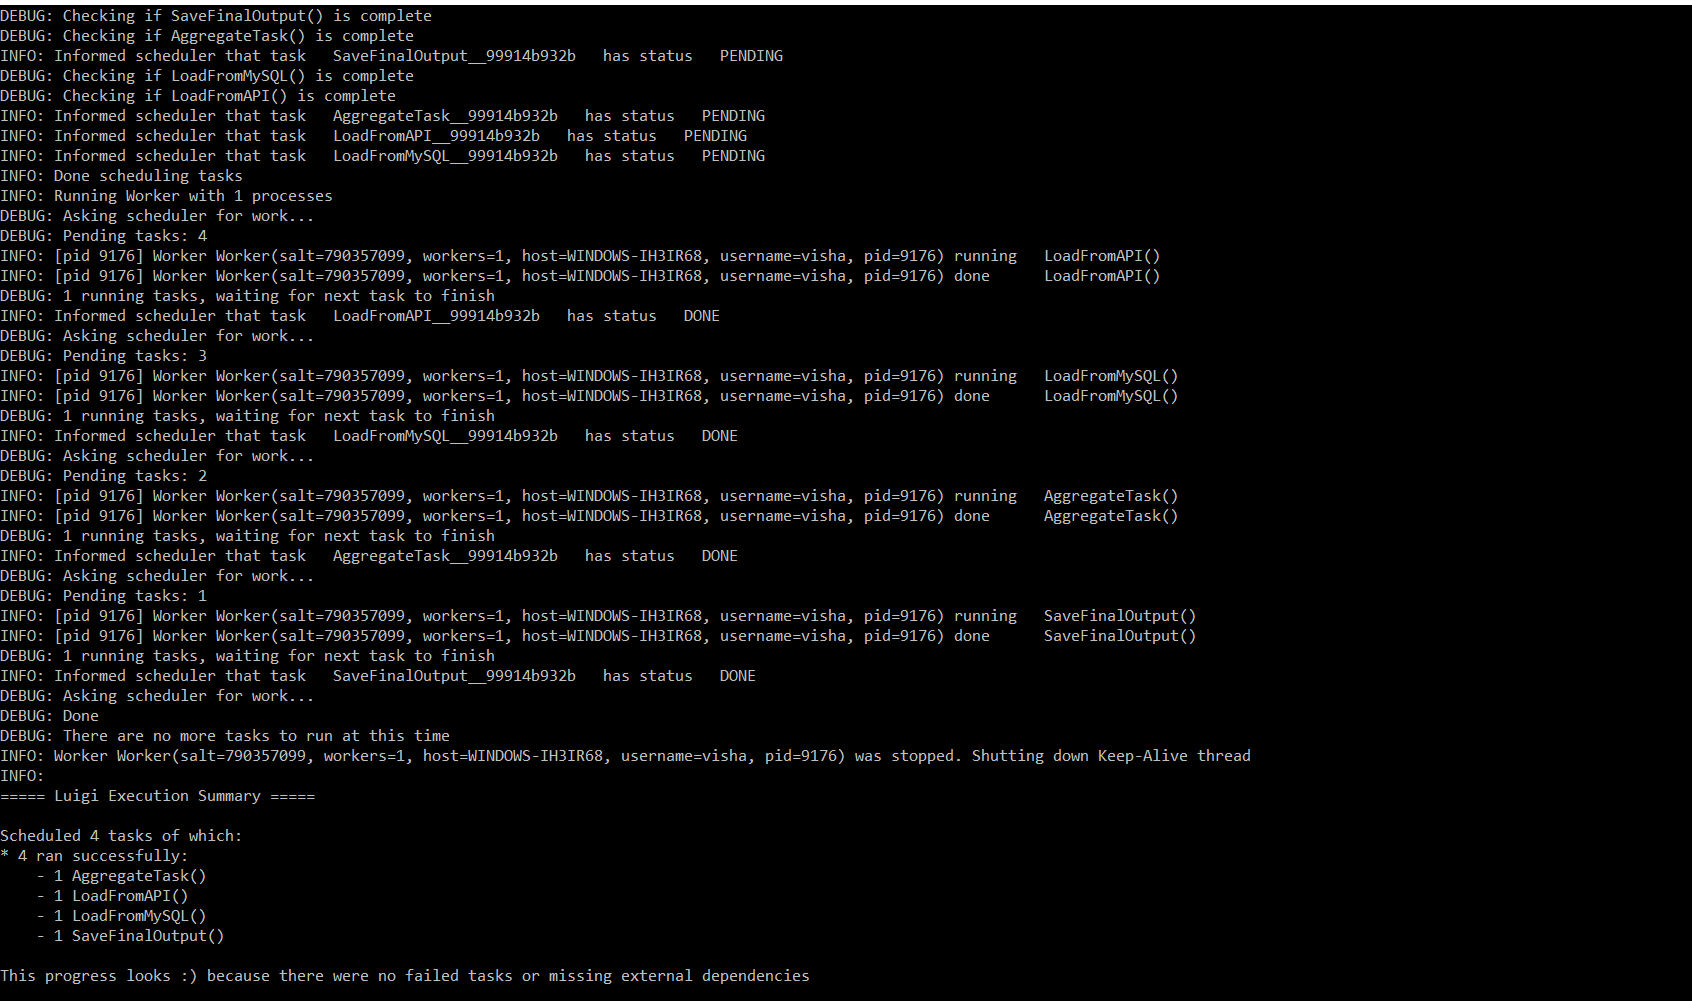 DEBUG: Checking if SaveFinalOutput() is complete
DEBUG: Checking if AggregateTask() is complete
INFO: Informed scheduler that task   SaveFinalOutput__99914b932b   has status   PENDING
DEBUG: Checking if LoadFromMySQL() is complete
DEBUG: Checking if LoadFromAPI() is complete
INFO: Informed scheduler that task   AggregateTask__99914b932b   has status   PENDING
INFO: Informed scheduler that task   LoadFromAPI__99914b932b   has status   PENDING
INFO: Informed scheduler that task   LoadFromMySQL__99914b932b   has status   PENDING
INFO: Done scheduling tasks
INFO: Running Worker with 1 processes
DEBUG: Asking scheduler for work...
DEBUG: Pending tasks: 4
INFO: [pid 9176] Worker Worker(salt=790357099, workers=1, host=WINDOWS-IH3IR68, username=visha, pid=9176) running   LoadFromAPI()
INFO: [pid 9176] Worker Worker(salt=790357099, workers=1, host=WINDOWS-IH3IR68, username=visha, pid=9176) done      LoadFromAPI()
DEBUG: 1 running tasks, waiting for next task to finish
INFO: Informed scheduler that task   LoadFromAPI__99914b932b   has status   DONE
DEBUG: Asking scheduler for work...
DEBUG: Pending tasks: 3
INFO: [pid 9176] Worker Worker(salt=790357099, workers=1, host=WINDOWS-IH3IR68, username=visha, pid=9176) running   LoadFromMySQL()
INFO: [pid 9176] Worker Worker(salt=790357099, workers=1, host=WINDOWS-IH3IR68, username=visha, pid=9176) done      LoadFromMySQL()
DEBUG: 1 running tasks, waiting for next task to finish
INFO: Informed scheduler that task   LoadFromMySQL__99914b932b   has status   DONE
DEBUG: Asking scheduler for work...
DEBUG: Pending tasks: 2
INFO: [pid 9176] Worker Worker(salt=790357099, workers=1, host=WINDOWS-IH3IR68, username=visha, pid=9176) running   AggregateTask()
INFO: [pid 9176] Worker Worker(salt=790357099, workers=1, host=WINDOWS-IH3IR68, username=visha, pid=9176) done      AggregateTask()
DEBUG: 1 running tasks, waiting for next task to finish
INFO: Informed scheduler that task   AggregateTask__99914b932b   has status   DONE
DEBUG: Asking scheduler for work...
DEBUG: Pending tasks: 1
INFO: [pid 9176] Worker Worker(salt=790357099, workers=1, host=WINDOWS-IH3IR68, username=visha, pid=9176) running   SaveFinalOutput()
INFO: [pid 9176] Worker Worker(salt=790357099, workers=1, host=WINDOWS-IH3IR68, username=visha, pid=9176) done      SaveFinalOutput()
DEBUG: 1 running tasks, waiting for next task to finish
INFO: Informed scheduler that task   SaveFinalOutput__99914b932b   has status   DONE
DEBUG: Asking scheduler for work...
DEBUG: Done
DEBUG: There are no more tasks to run at this time
INFO: Worker Worker(salt=790357099, workers=1, host=WINDOWS-IH3IR68, username=visha, pid=9176) was stopped. Shutting down Keep-Alive thread
INFO:
===== Luigi Execution Summary =====
Scheduled 4 tasks of which:
* 4 ran successfully:
    - 1 AggregateTask()
    - 1 LoadFromAPI()
    - 1 LoadFromMySQL()
    - 1 SaveFinalOutput()
This progress looks :) because there were no failed tasks or missing external dependencies